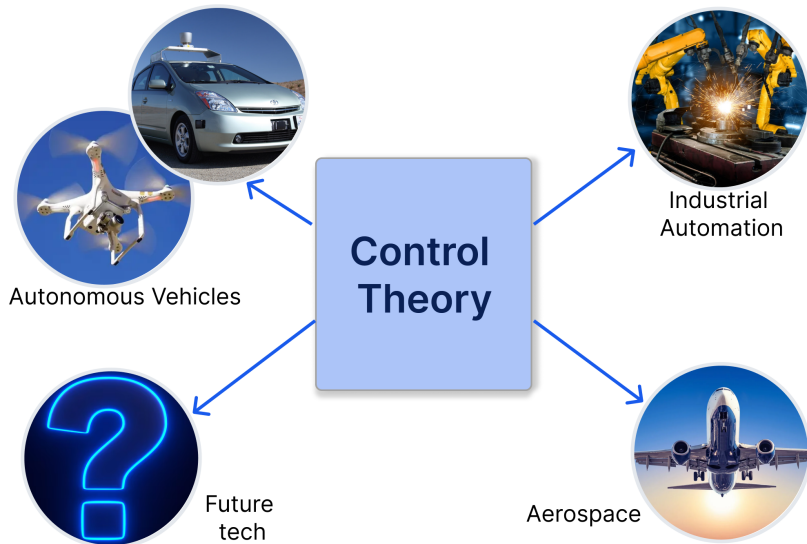 Control
Theory
Autonomous Vehicles
Industrial
Automation
Future
tech
Aerospace